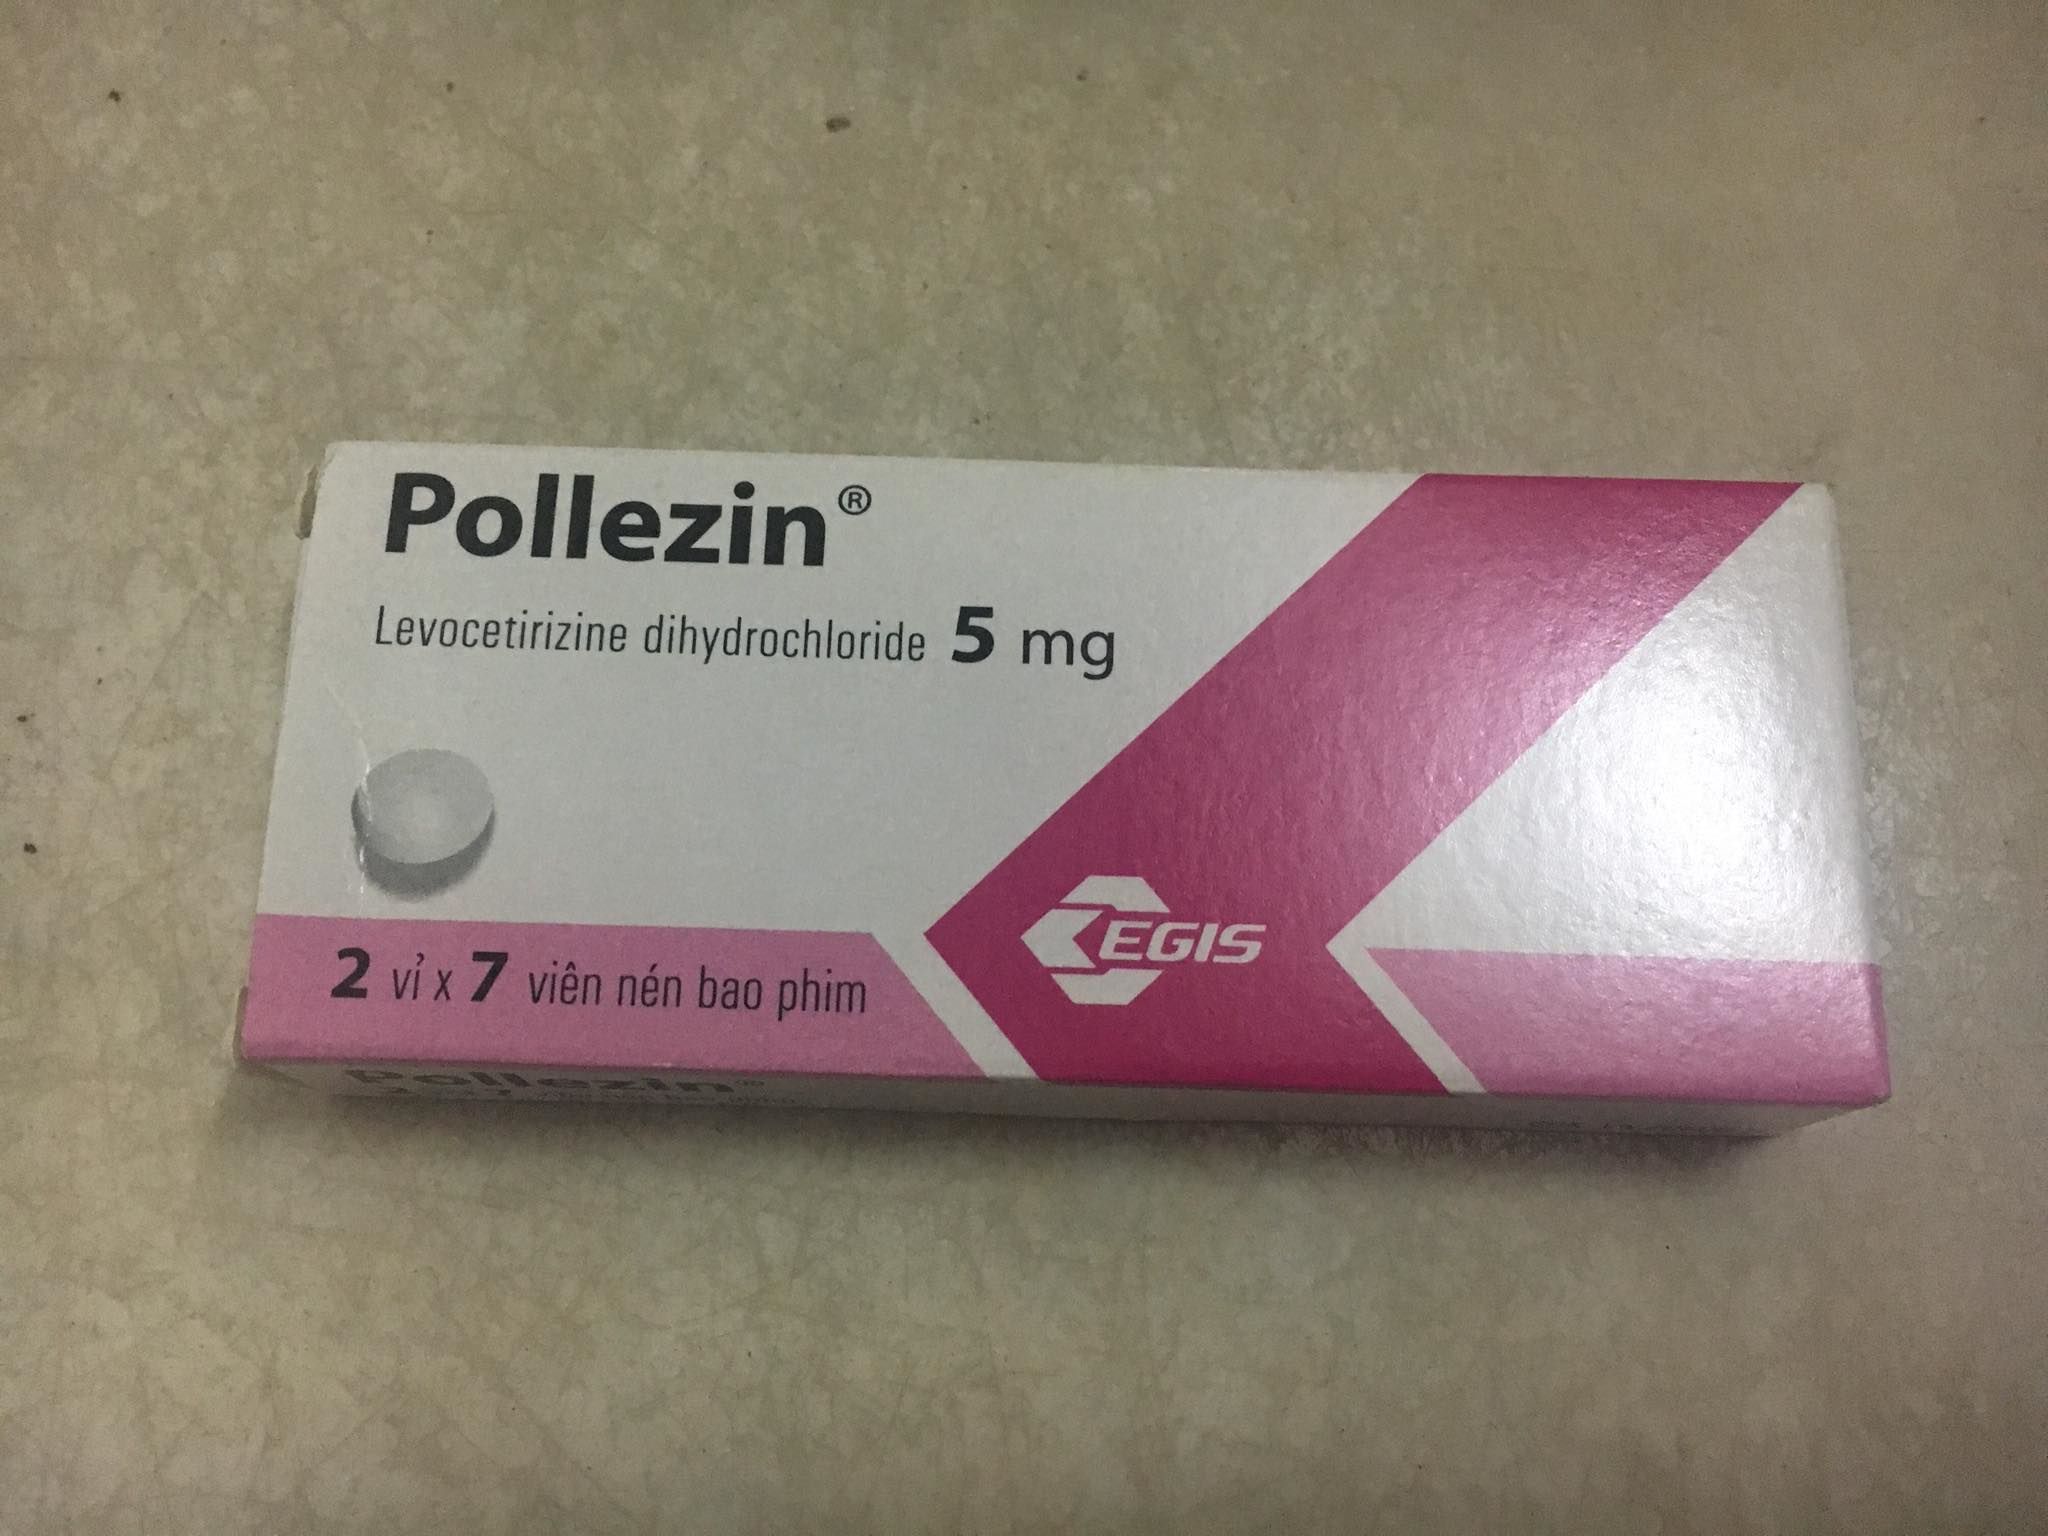 Pollezin®
Levocetirizine dihydrochloride 5 mg
EGIS
2 vỉ x 7 viên nén bao phim
Pollezin®